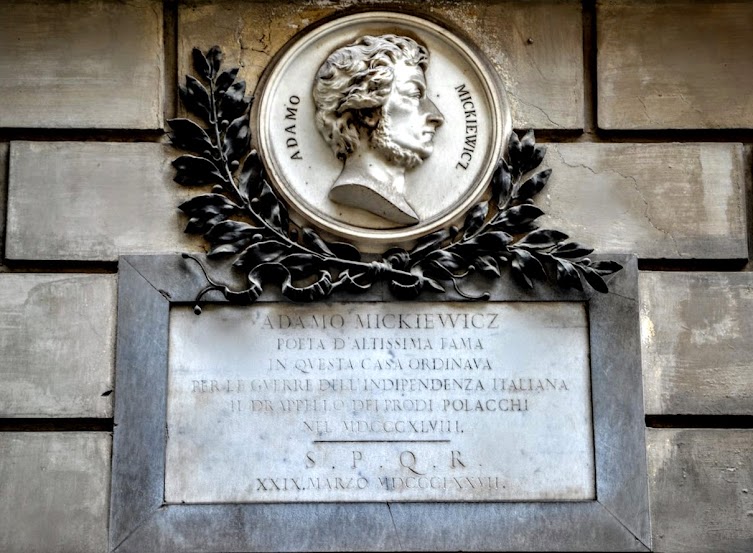 ADAMO MICKIEWICZ
ADAMO MICKIEWICZ
POETA D'ALTISSIMA FAMA
IN QVESTA CASA ORDINAVA
PER LE GVERRE DELL'INDIPENDENZA ITALIANA
IL DRAPPELLO DEI PRODI POLACCHI
NEL MDCCCXLVIII.
S. P. Q. R.
XXIX. MARZO MDCCCLXXVII.